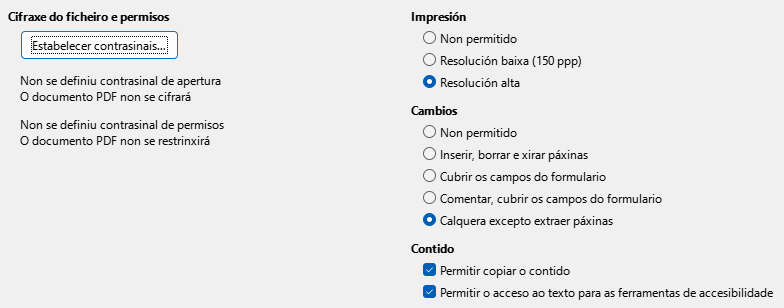 Cifraxe do ficheiro e permisos
Estabelecer contrasinais...
Non se definiu contrasinal de apertura
O documento PDF non se cifrará
Non se definiu contrasinal de permisos
O documento PDF non se restrinxirá
Impresión
Non permitido
Resolución baixa (150 ppp)
Resolución alta
Cambios
Non permitido
Inserir, borrar e xirar páxinas
Cubrir os campos do formulario
Comentar, cubrir os campos do formulario
Calquera excepto extraer páxinas
Contido
Permitir copiar o contido
Permitir o acceso ao texto para as ferramentas de accesibilidade